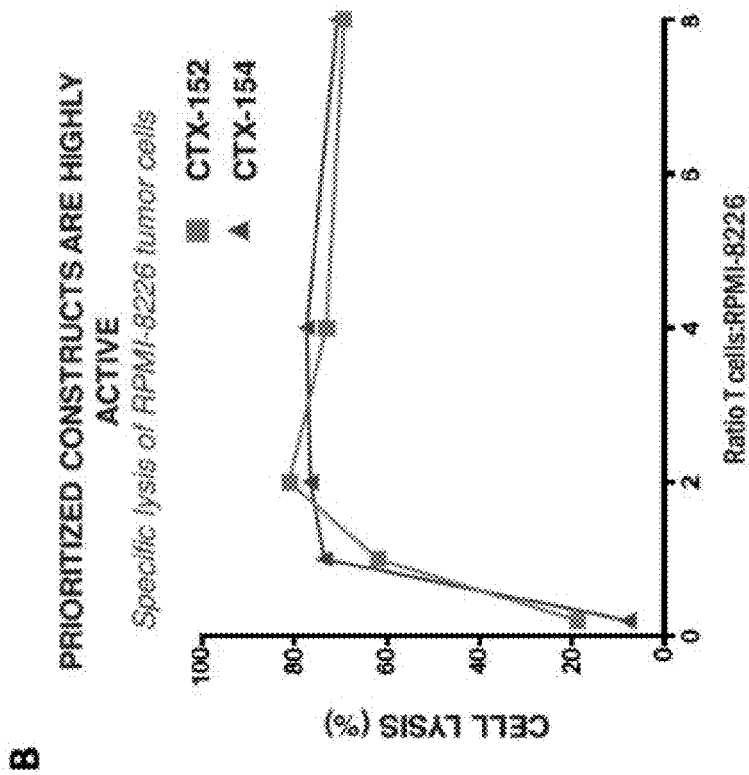 B
PRIORITIZED CONSTRUCTS ARE HIGHLY
ACTIVE
Specific lysis of RPMI-8226 tumor cells
CTX-152
CTX-154
CELL LYSIS (%)
100
80
60
40
20
0
0
2
4
6
8
Ratio T cells:RPMI-8226